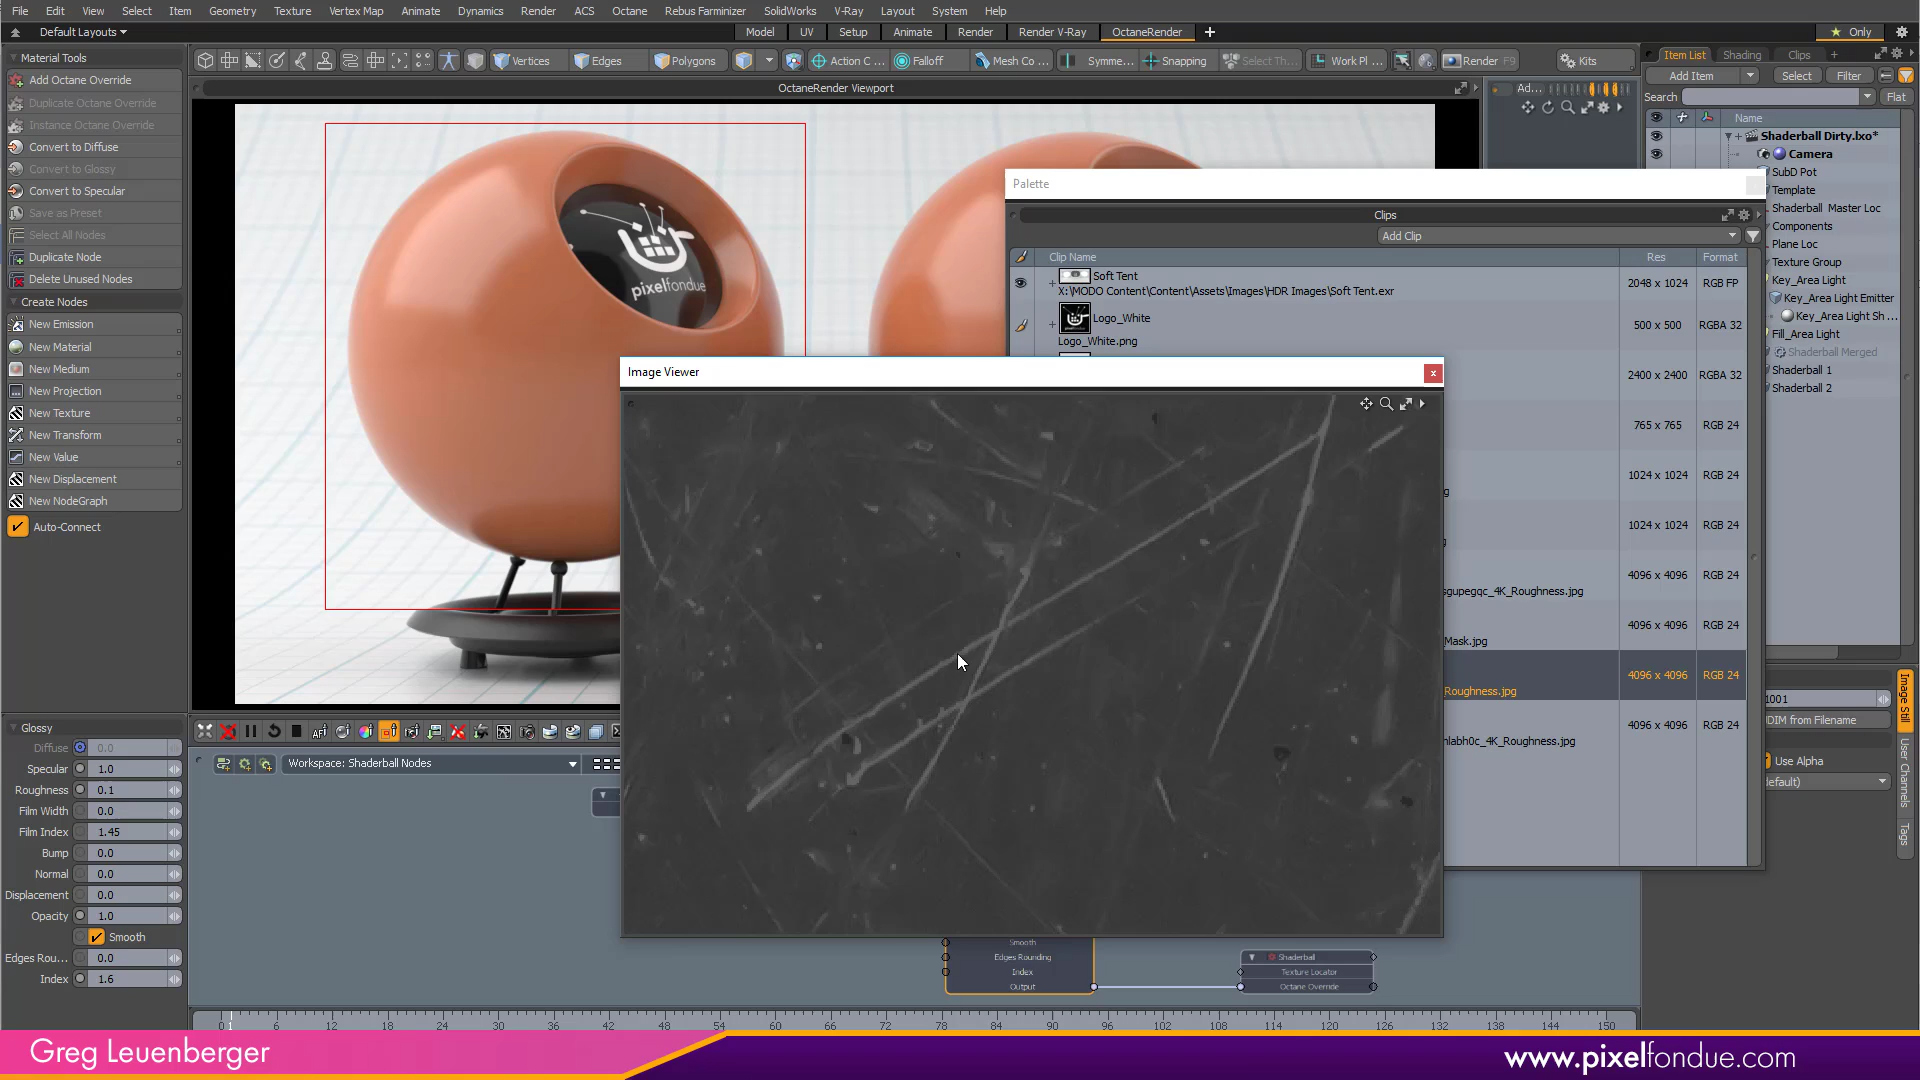 File Edit View Select Item Geometry Texture Vertex Map Animate Dynamics Render ACS Octane Rebus Farminizer SolidWorks V-Ray Layout System Help
Default Layouts Model UV Setup Animate Render Render V-Ray OctaneRender + Only
Material Tools
Add Octane Override
Duplicate Octane Override
Instance Octane Override
Convert to Diffuse
Convert to Glossy
Convert to Specular
Save as Preset
Select All Nodes
Duplicate Node
Delete Unused Nodes
Create Nodes
New Emission
New Material
New Medium
New Projection
New Texture
New Transform
New Value
New Displacement
New NodeGraph
Auto-Connect
Vertices Edges Polygons Action C ... Falloff Mesh Co ... Symme... Snapping Select Th... Work Pl ... Render F9 Kits
OctaneRender Viewport
Ad...
pixelfondue
Item List Shading Clips +
Add Item Select Filter
Search Flat
Name
Shaderball Dirty.lxo*
Camera
SubD Pot
Template
Shaderball Master Loc
Components
Plane Loc
Texture Group
Key_Area Light
Key_Area Light Emitter
Key_Area Light Sh ...
Fill_Area Light
Shaderball Merged
Shaderball 1
Shaderball 2
Palette
Clips
Add Clip
Clip Name Res Format
Soft Tent
X:\MODO Content\Content\Assets\Images\HDR Images\Soft Tent.exr
2048 x 1024 RGB FP
Logo_White
Logo_White.png
500 x 500 RGBA 32
2400 x 2400 RGBA 32
765 x 765 RGB 24
1024 x 1024 RGB 24
1024 x 1024 RGB 24
4096 x 4096 RGB 24
sgupegqc_4K_Roughness.jpg
4096 x 4096 RGB 24
Mask.jpg
4096 x 4096 RGB 24
Roughness.jpg
4096 x 4096 RGB 24
nlabh0c_4K_Roughness.jpg
Image Viewer
x
1001
UDIM from Filename
Use Alpha
(default)
Image Still
User Channels
Tags
Glossy
Diffuse 0.0
Specular 1.0
Roughness 0.1
Film Width 0.0
Film Index 1.45
Bump 0.0
Normal 0.0
Displacement 0.0
Opacity 1.0
Smooth
Edges Rou... 0.0
Index 1.6
Workspace: Shaderball Nodes
Smooth
Edges Rounding
Index
Output
Shaderball
Texture Locator
Octane Override
0 1 6 12 18 24 30 36 42 48 54 60 66 72 78 84 90 96 102 108 114 120 126 132 138 144 150
Greg Leuenberger
www.pixelfondue.com